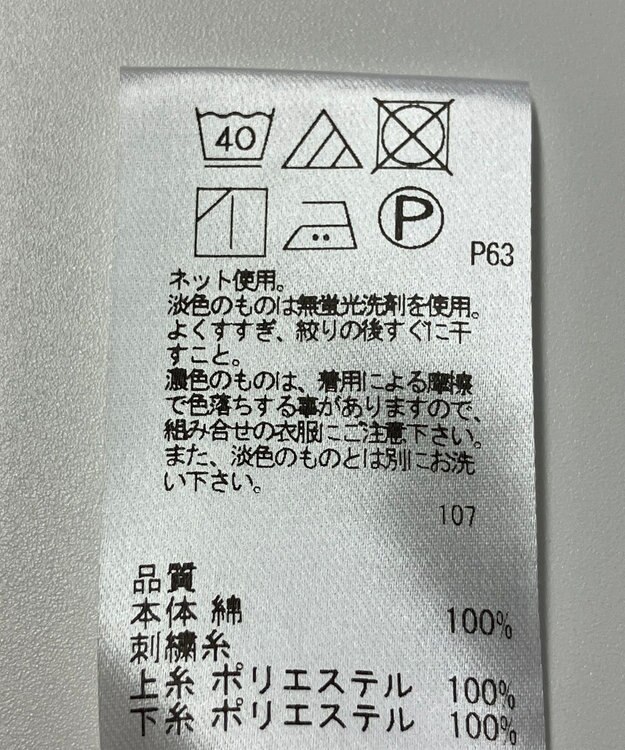 40
P
P63
ネット使用。
淡色のものは無蛍光洗剤を使用。
よくすすぎ、絞りの後すぐに干
すこと。
濃色のものは、着用による摩擦
で色落ちする事がありますので、
組み合せの衣服にご注意下さい。
また、淡色のものとは別にお洗
い下さい。
107
品質
本体 綿 100%
刺繍糸
上糸 ポリエステル 100%
下糸 ポリエステル 100%